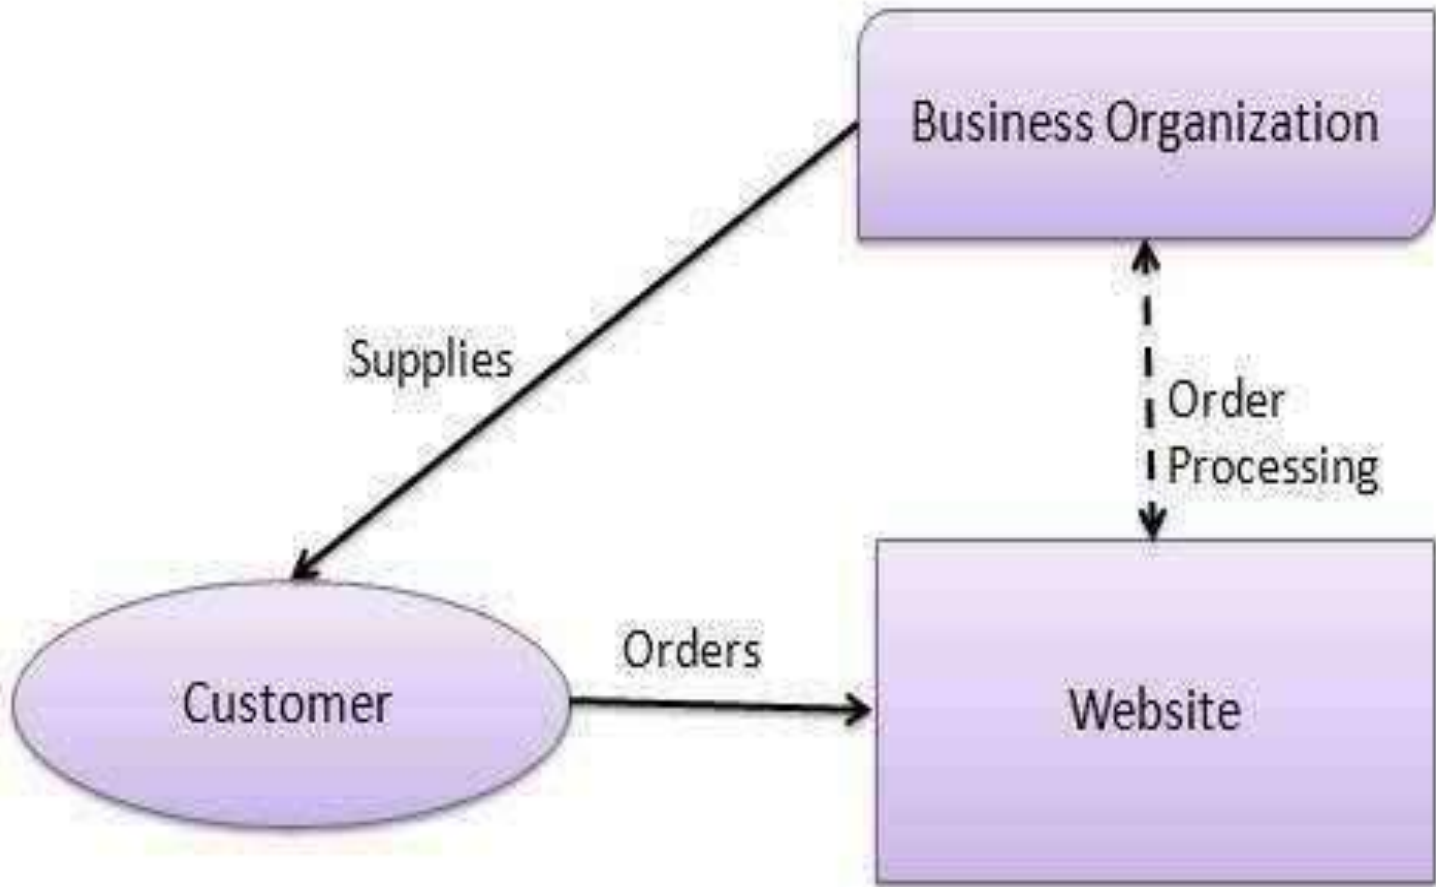 Business Organization
Supplies
Order
Processing
Orders
Customer
Website